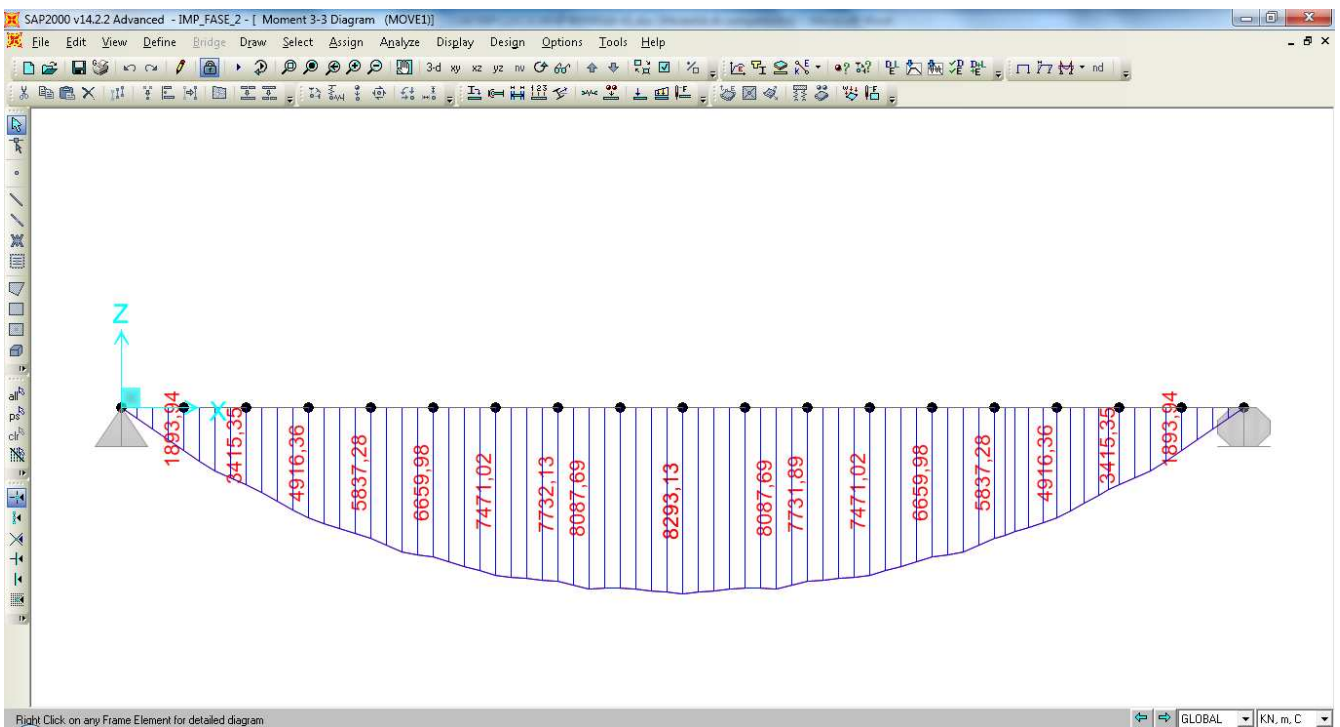 SAP2000 v14.2.2 Advanced - IMP_FASE_2 - [ Moment 3-3 Diagram (MOVE1)]
File Edit View Define Bridge Draw Select Assign Analyze Display Design Options Tools Help
3-d xy xz yz nv nd
Z
X
all
ps
clr
1893,94 3415,35 4916,36 5837,28 6659,98 7471,02 7732,13 8087,69 8293,13 8087,69 7731,89 7471,02 6659,98 5837,28 4916,36 3415,35 1893,94
Right Click on any Frame Element for detailed diagram
GLOBAL KN, m, C